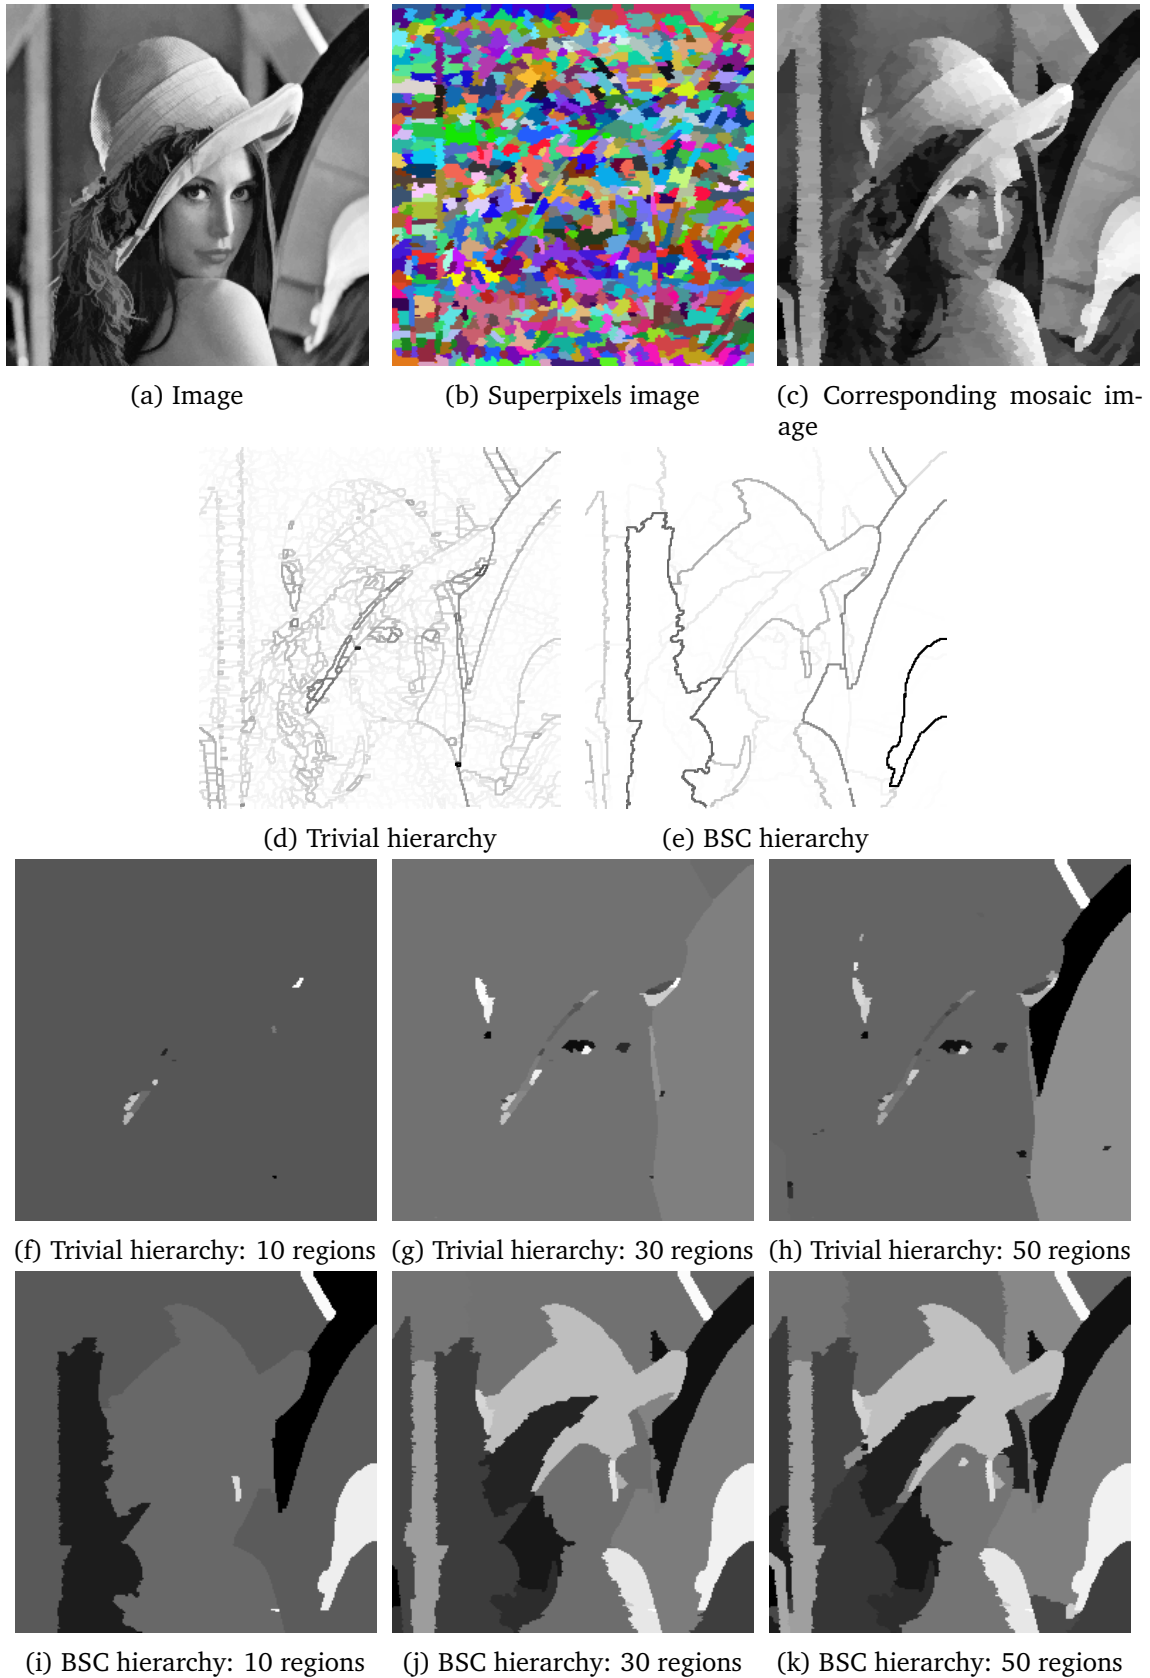 (a) Image
(b) Superpixels image
(c) Corresponding mosaic im-
age
(d) Trivial hierarchy
(e) BSC hierarchy
(f) Trivial hierarchy: 10 regions
(g) Trivial hierarchy: 30 regions
(h) Trivial hierarchy: 50 regions
(i) BSC hierarchy: 10 regions
(j) BSC hierarchy: 30 regions
(k) BSC hierarchy: 50 regions